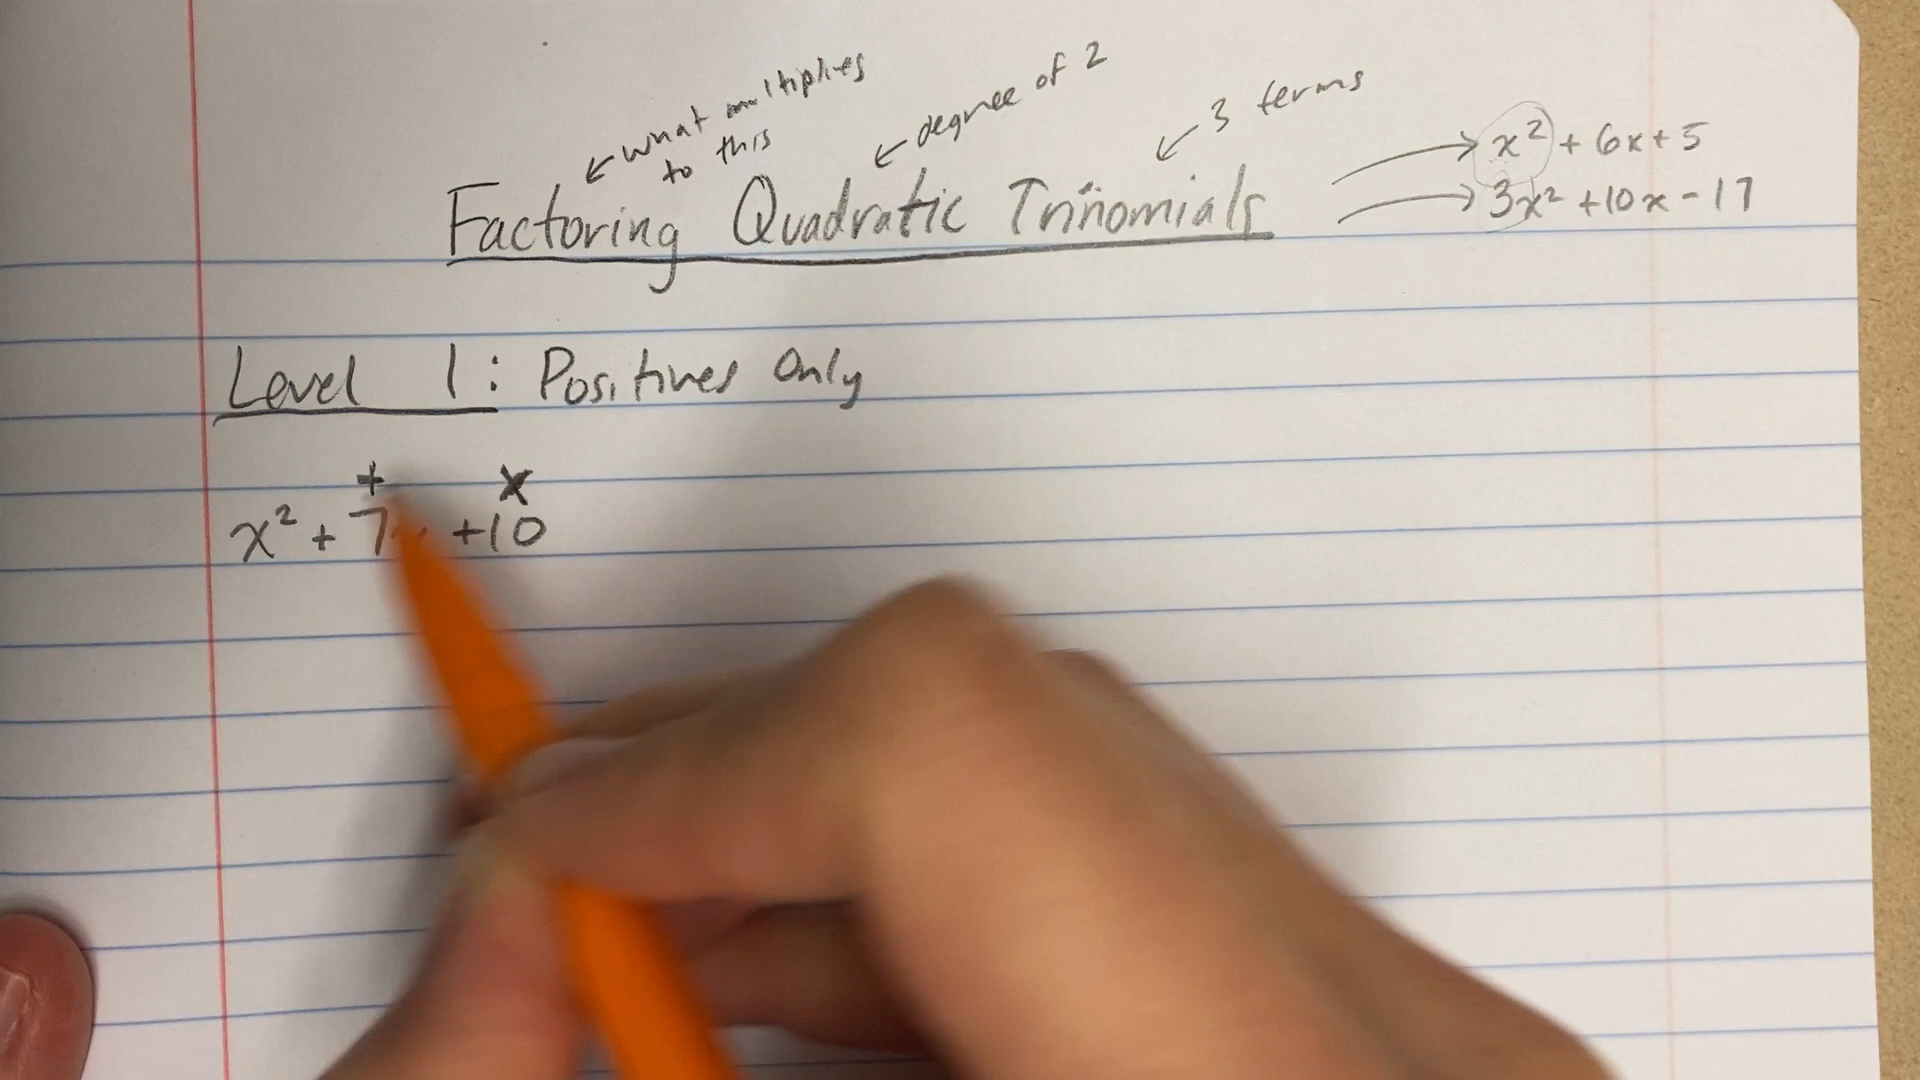 what multiplies
to this
degree of 2
3 terms
Factoring Quadratic Trinomials
x² + 6x + 5
3x² + 10x - 17
Level 1: Positives Only
+ x
x² + 7 + 10